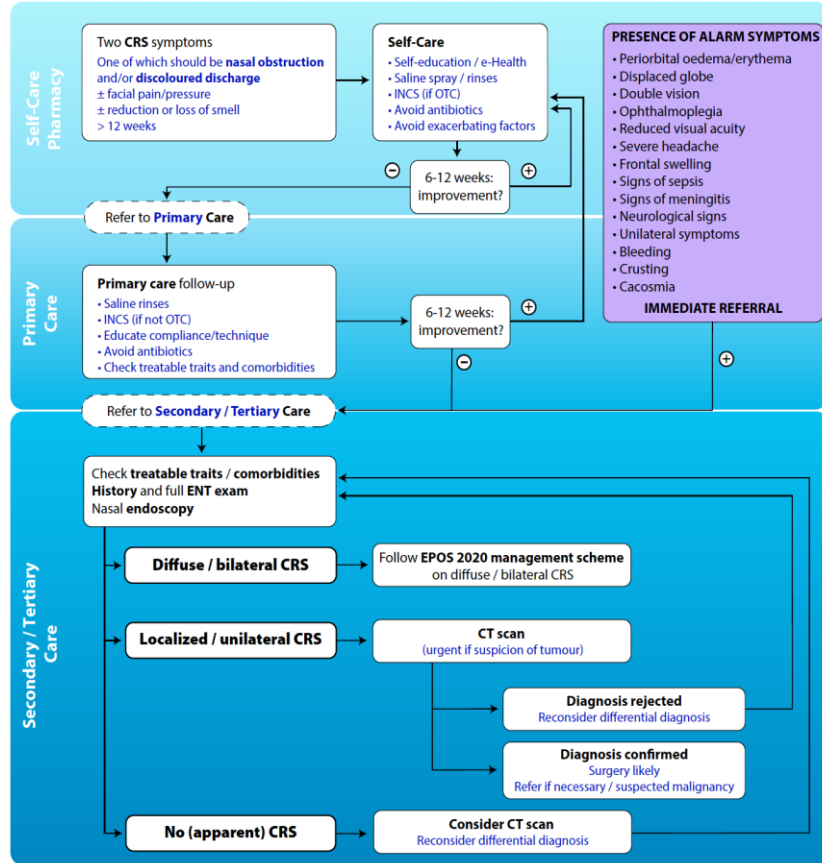 Self-Care
Pharmacy
Two CRS symptoms
One of which should be nasal obstruction
and/or discoloured discharge
± facial pain/pressure
± reduction or loss of smell
> 12 weeks
Self-Care
• Self-education / e-Health
• Saline spray / rinses
• INCS (if OTC)
• Avoid antibiotics
• Avoid exacerbating factors
PRESENCE OF ALARM SYMPTOMS
• Periorbital oedema/erythema
• Displaced globe
• Double vision
• Ophthalmoplegia
• Reduced visual acuity
• Severe headache
• Frontal swelling
• Signs of sepsis
• Signs of meningitis
• Neurological signs
• Unilateral symptoms
• Bleeding
• Crusting
• Cacosmia
IMMEDIATE REFERRAL
−
6-12 weeks:
improvement?
+
Refer to Primary Care
Primary
Care
Primary care follow-up
• Saline rinses
• INCS (if not OTC)
• Educate compliance/technique
• Avoid antibiotics
• Check treatable traits and comorbidities
6-12 weeks:
improvement?
+
−
+
Refer to Secondary / Tertiary Care
Secondary / Tertiary
Care
Check treatable traits / comorbidities
History and full ENT exam
Nasal endoscopy
Diffuse / bilateral CRS
Follow EPOS 2020 management scheme
on diffuse / bilateral CRS
Localized / unilateral CRS
CT scan
(urgent if suspicion of tumour)
Diagnosis rejected
Reconsider differential diagnosis
Diagnosis confirmed
Surgery likely
Refer if necessary / suspected malignancy
No (apparent) CRS
Consider CT scan
Reconsider differential diagnosis